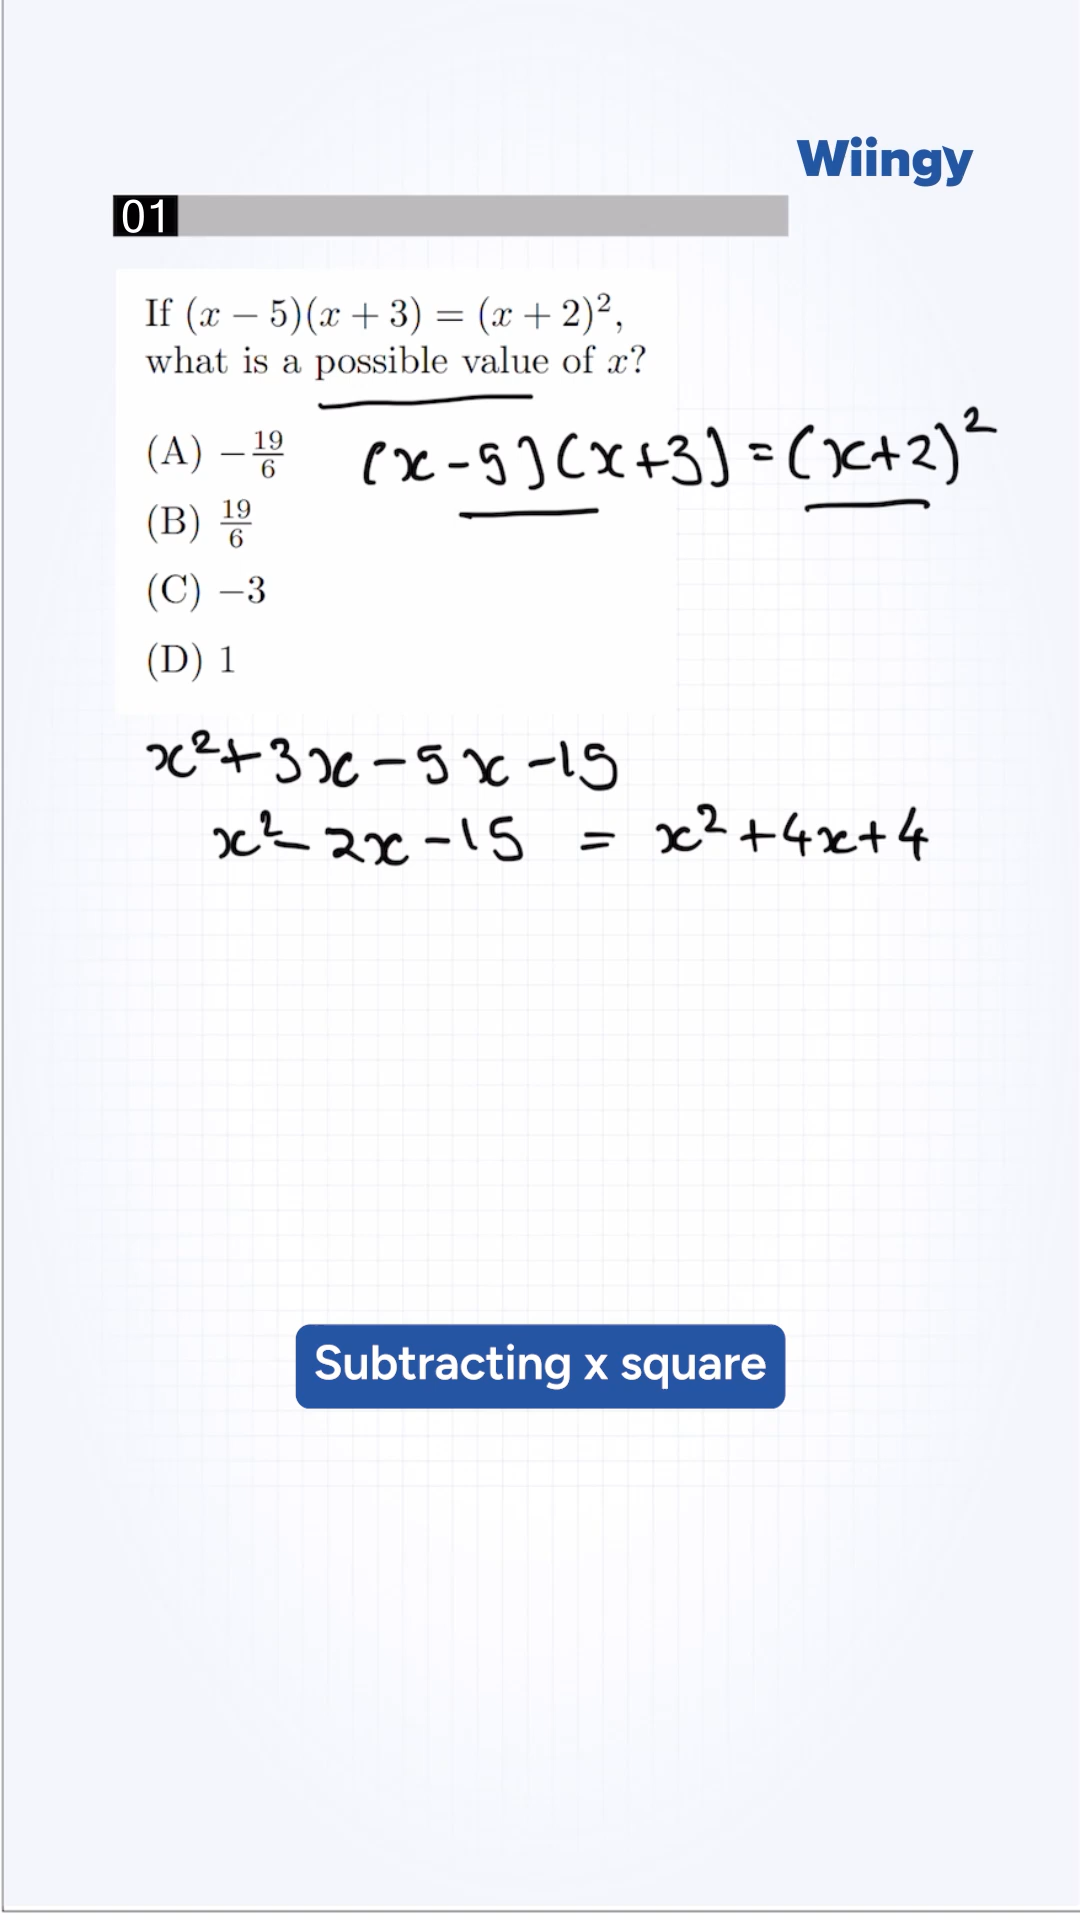 Wiingy
01
If (x − 5)(x + 3) = (x + 2)²,
what is a possible value of x?
(A) −19/6
(x-5)(x+3)=(x+2)²
(B) 19/6
(C) −3
(D) 1
x²+3x-5x-15
x²-2x-15 = x²+4x+4
Subtracting x square